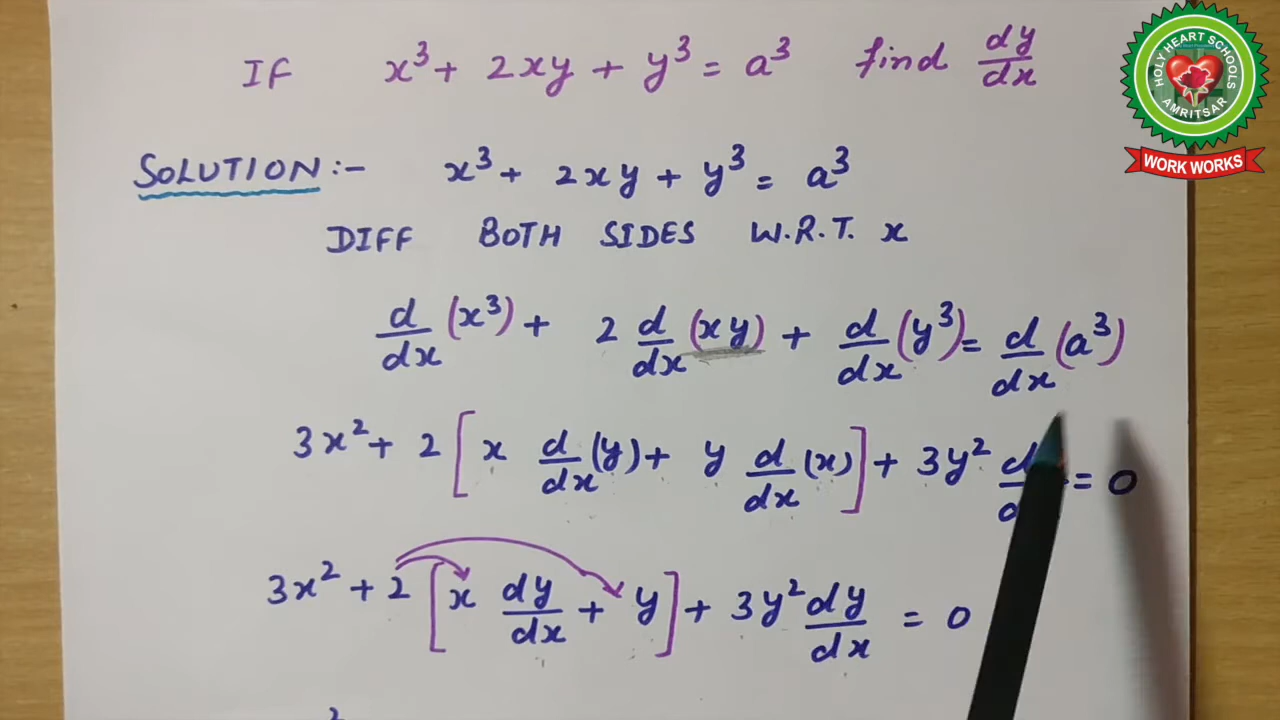 IF x³ + 2xy + y³ = a³ find dy/dx
HOLY HEART SCHOOLS
AMRITSAR
WORK WORKS
SOLUTION :- x³ + 2xy + y³ = a³
DIFF BOTH SIDES W.R.T. x
d/dx (x³) + 2 d/dx (xy) + d/dx (y³) = d/dx (a³)
3x² + 2 [ x d/dx (y) + y d/dx (x) ] + 3y² d = 0
3x² + 2 [ x dy/dx + y ] + 3y² dy/dx = 0